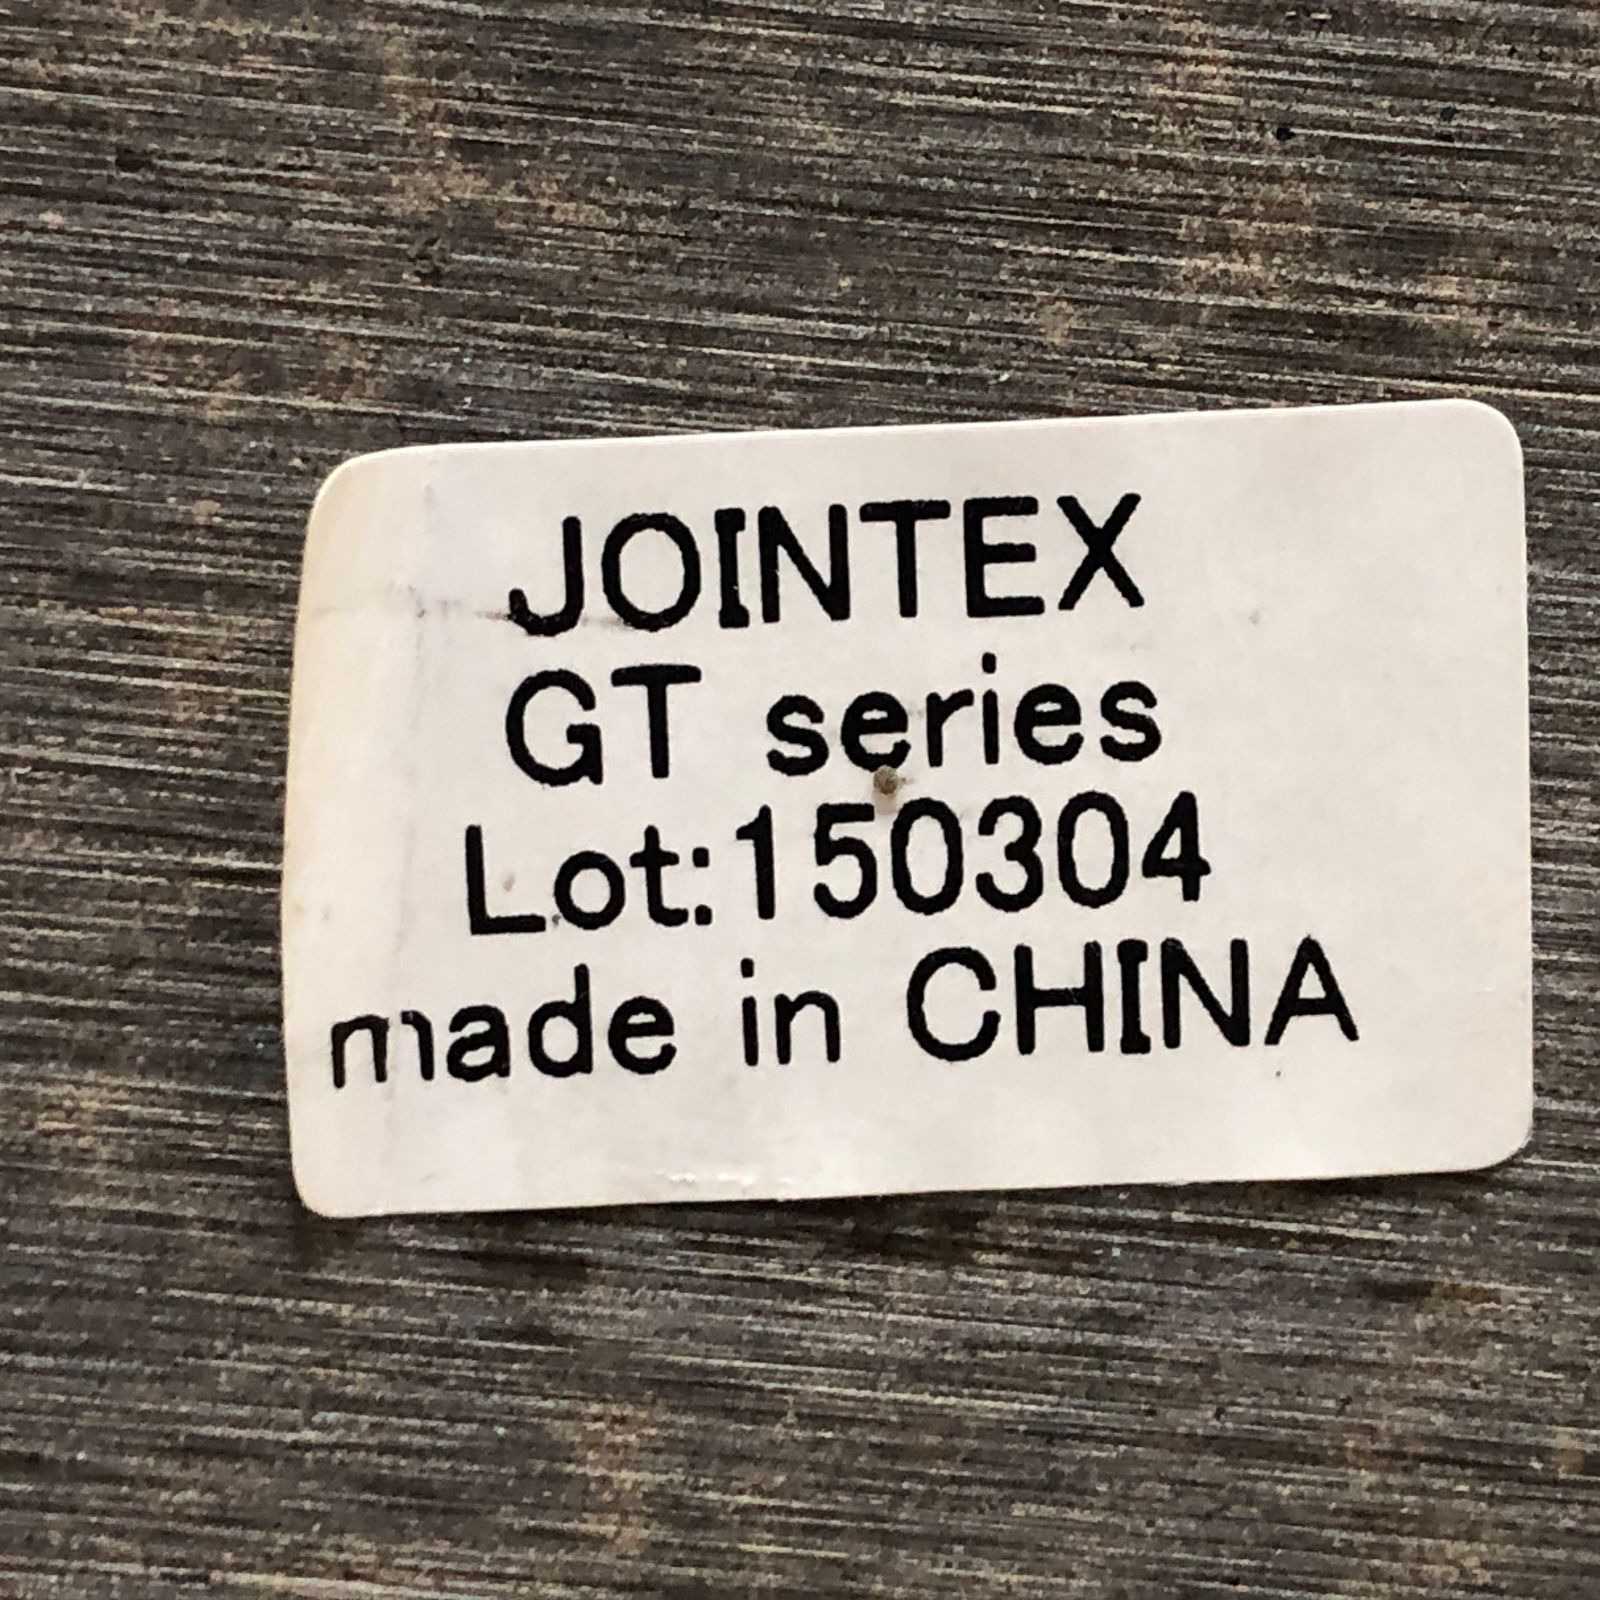 JOINTEX
GT series
Lot:150304
made in CHINA